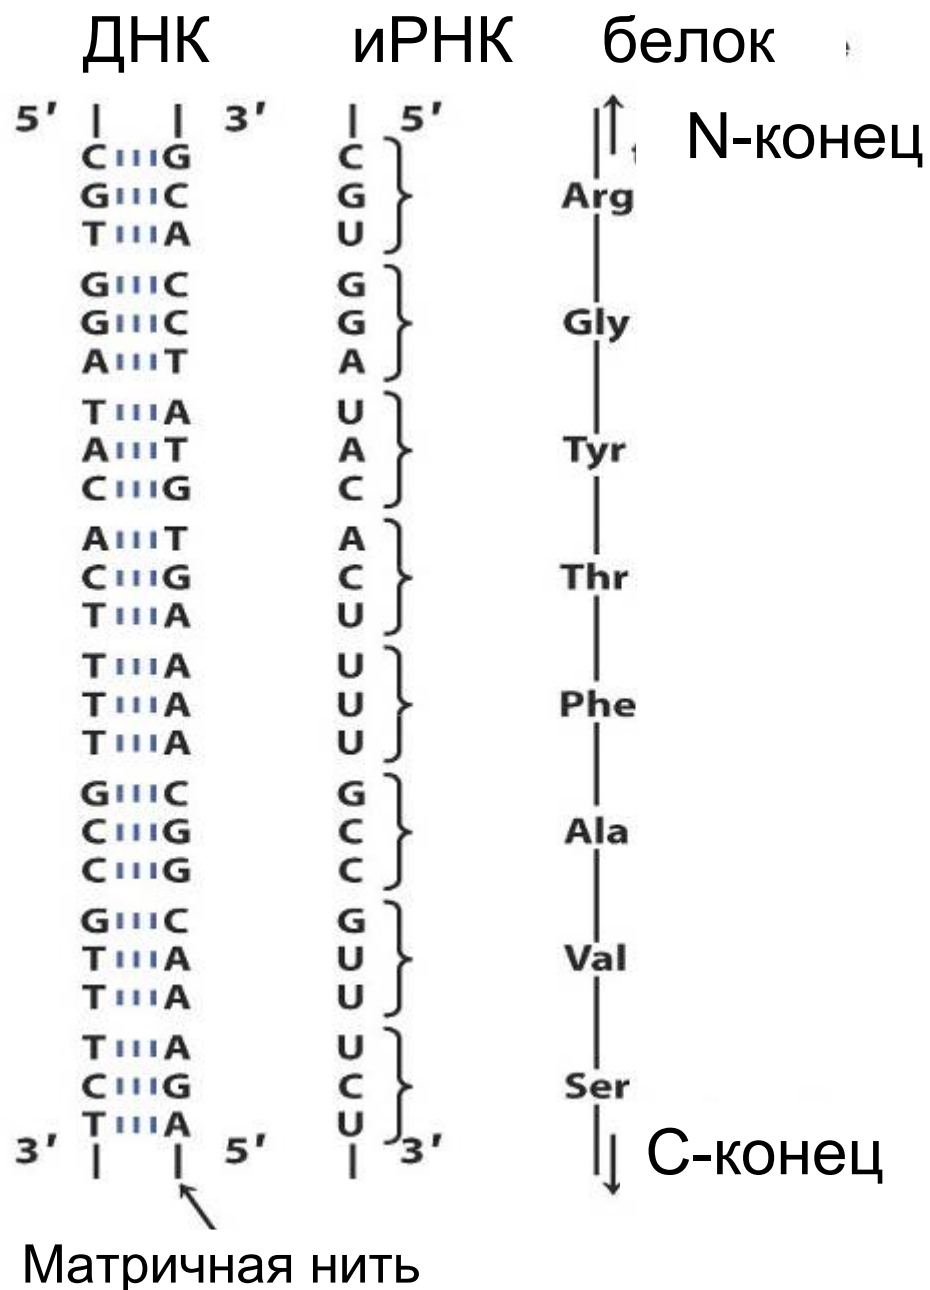 ДНК иРНК белок
5′ 3′ 5′ N-конец
C G C
G C G Arg
T A U
G C G
G C G Gly
A T A
T A U
A T A Tyr
C G C
A T A
C G C Thr
T A U
T A U
T A U Phe
T A U
G C G
C G C Ala
C G C
G C G
T A U Val
T A U
T A U
C G C Ser
T A U
3′ 5′ 3′ С-конец
Матричная нить